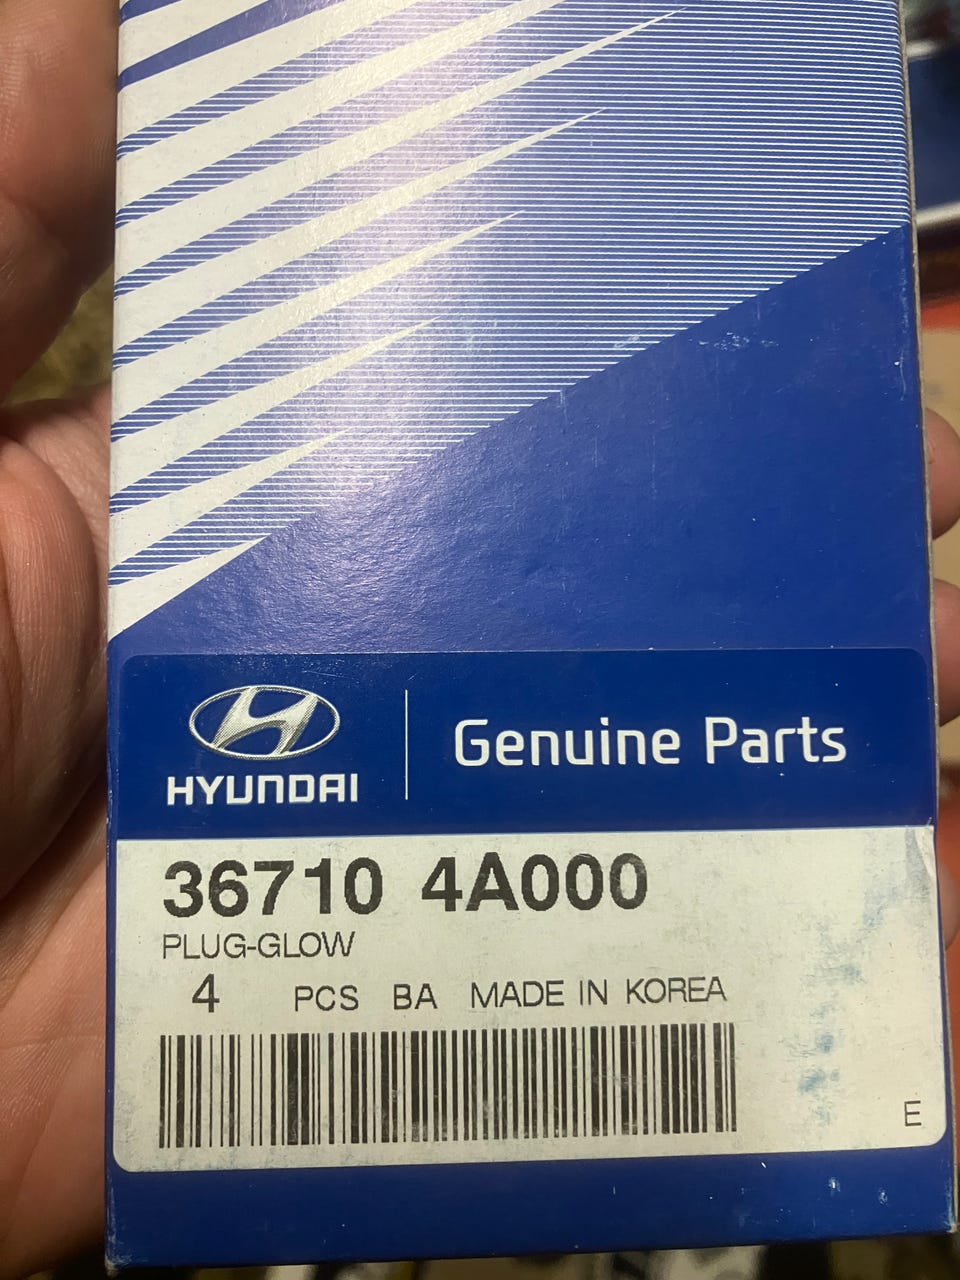 HYUNDAI
Genuine Parts
36710 4A000
PLUG-GLOW
4 PCS BA MADE IN KOREA
E